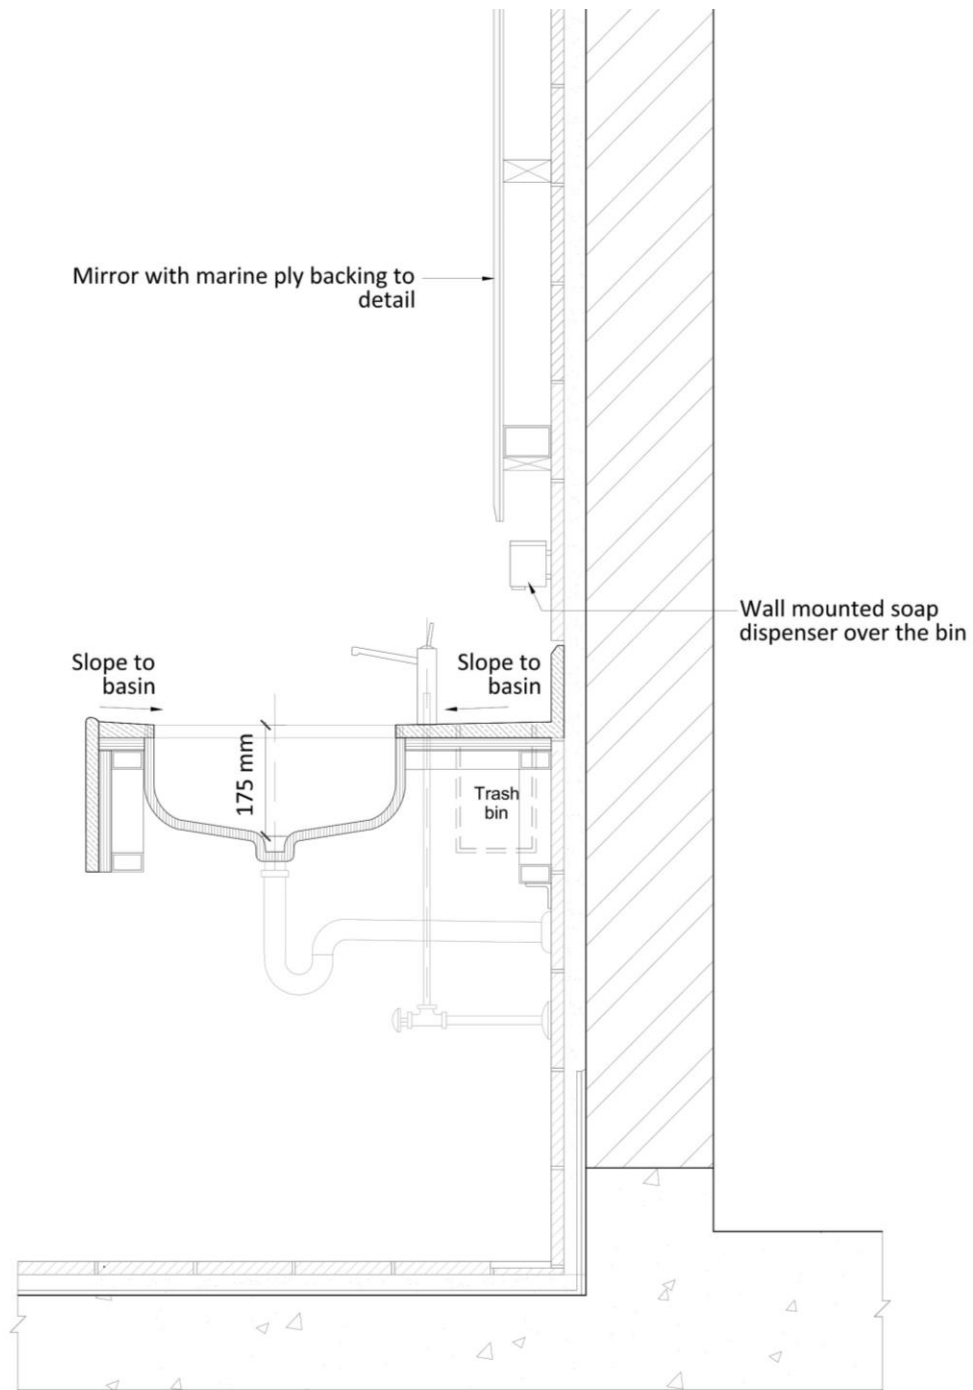 Mirror with marine ply backing to
detail
Wall mounted soap
dispenser over the bin
Slope to
basin
Slope to
basin
175 mm
Trash
bin